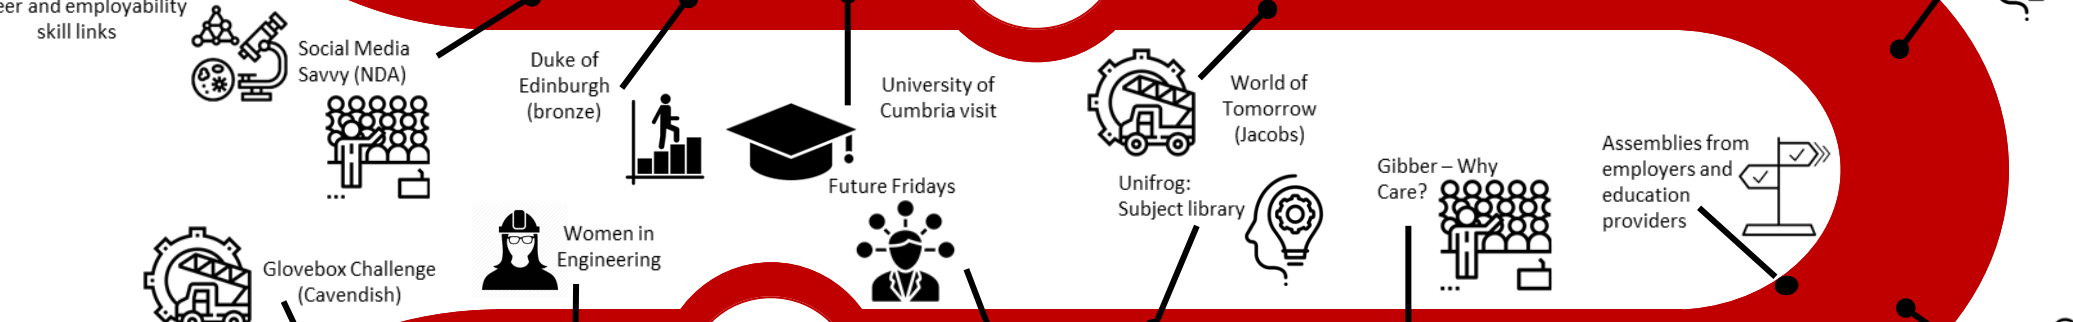 and employability
skill links
Social Media
Savvy (NDA)
Duke of
Edinburgh
(bronze)
University of
Cumbria visit
World of
Tomorrow
(Jacobs)
Assemblies from
employers and
education
providers
Gibber – Why
Care?
Unifrog:
Subject library
Future Fridays
Women in
Engineering
Glovebox Challenge
(Cavendish)